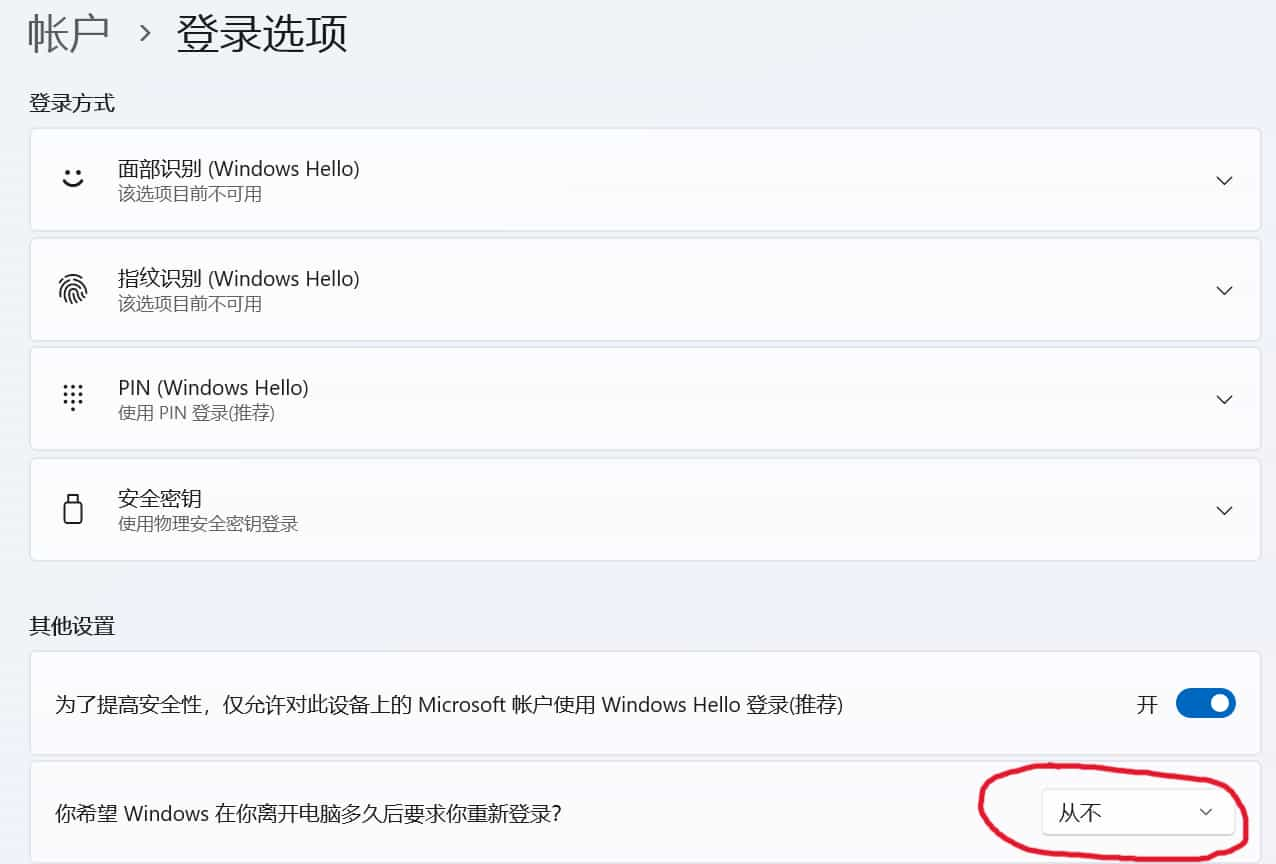 帐户 > 登录选项
登录方式
面部识别 (Windows Hello)
该选项目前不可用
指纹识别 (Windows Hello)
该选项目前不可用
PIN (Windows Hello)
使用 PIN 登录(推荐)
安全密钥
使用物理安全密钥登录
其他设置
为了提高安全性，仅允许对此设备上的 Microsoft 帐户使用 Windows Hello 登录(推荐) 开
你希望 Windows 在你离开电脑多久后要求你重新登录? 从不